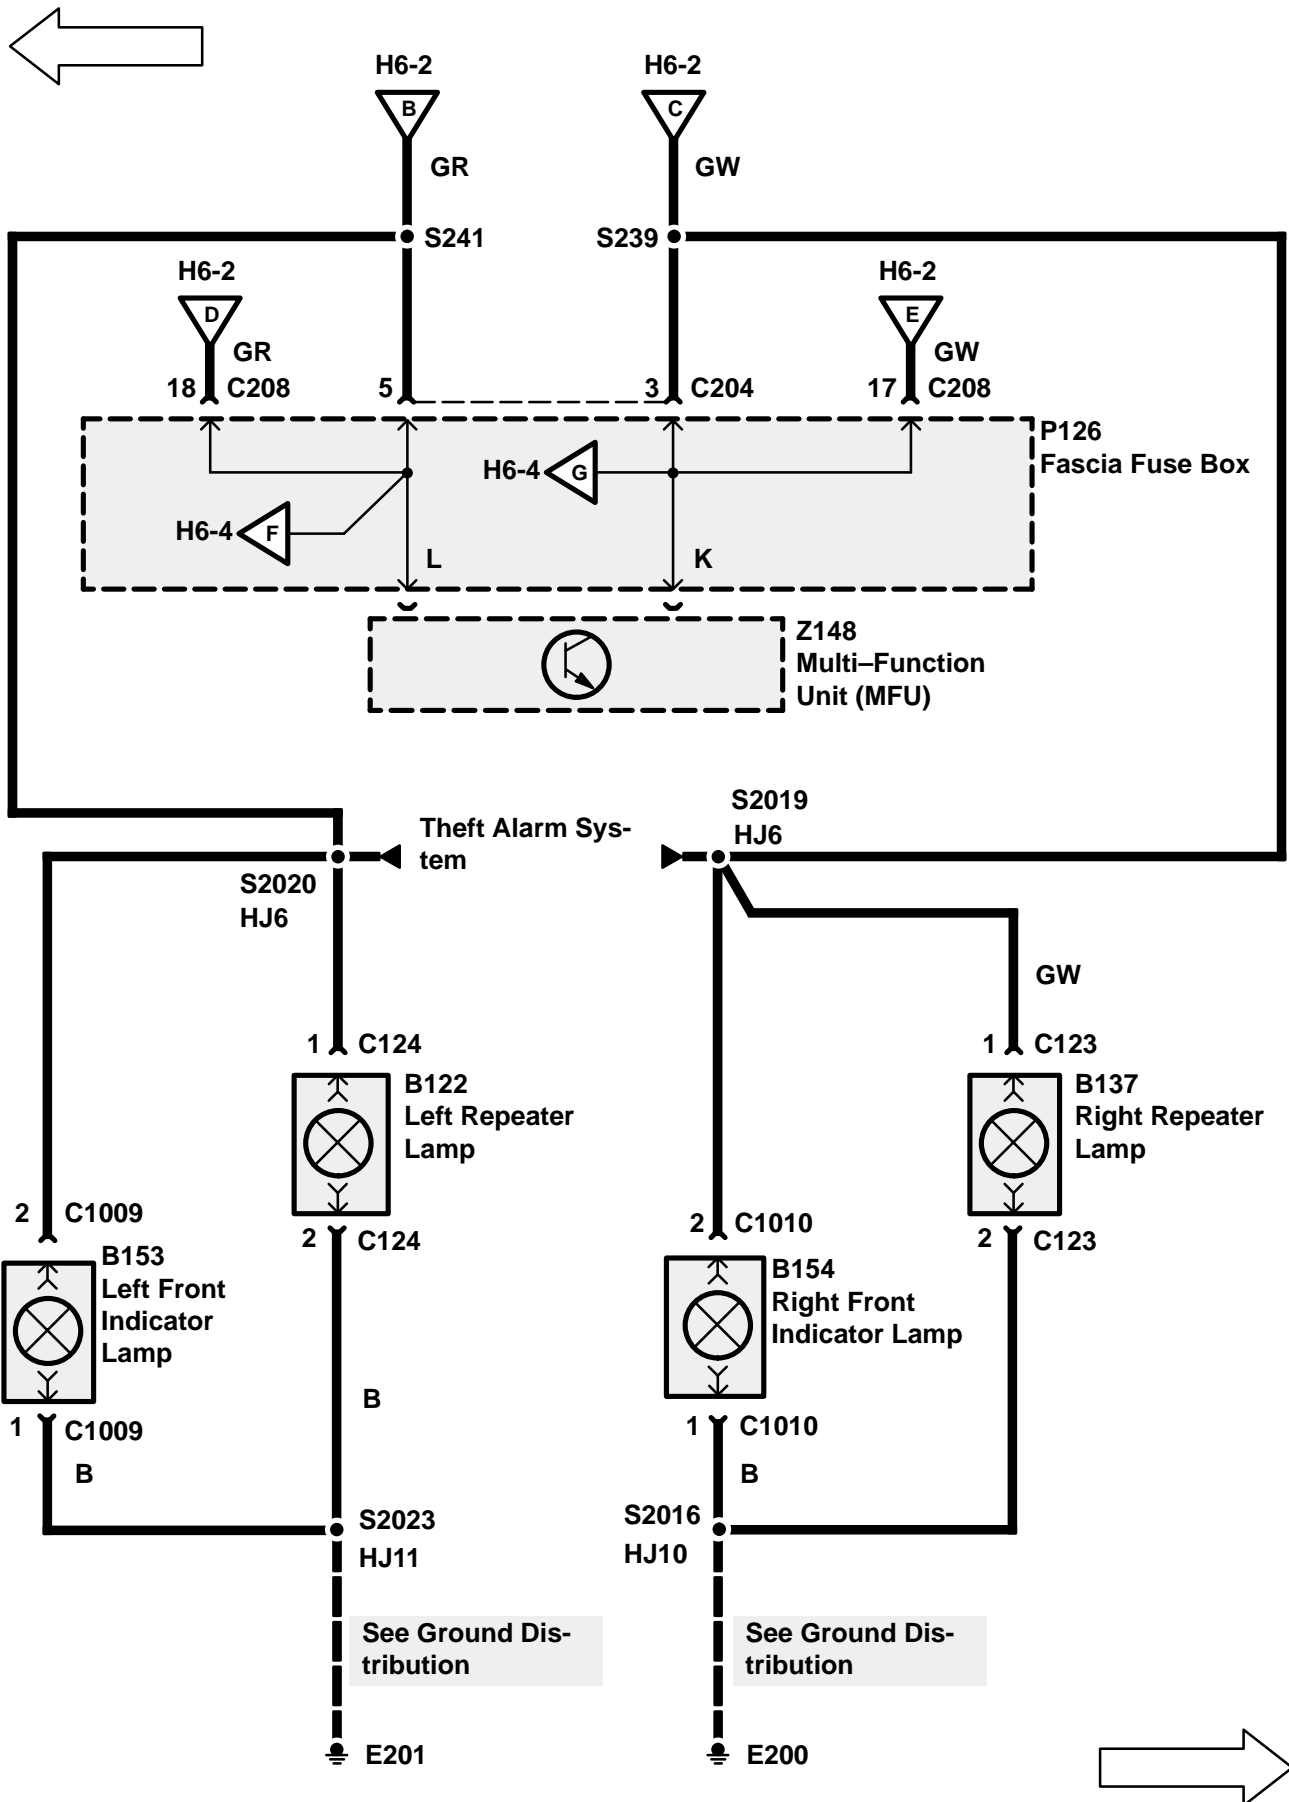 H6-2
H6-2
B
C
GR
GW
S241
S239
H6-2
H6-2
D
E
GR
GW
18
C208
5
3
C204
17
C208
P126
Fascia Fuse Box
H6-4
G
H6-4
F
L
K
Z148
Multi–Function
Unit (MFU)
S2019
HJ6
Theft Alarm Sys-
tem
S2020
HJ6
GW
1
C124
1
C123
B122
Left Repeater
Lamp
B137
Right Repeater
Lamp
2
C1009
2
C124
2
C1010
2
C123
B153
Left Front
Indicator
Lamp
B154
Right Front
Indicator Lamp
B
1
C1009
1
C1010
B
B
S2023
HJ11
S2016
HJ10
See Ground Dis-
tribution
See Ground Dis-
tribution
E201
E200